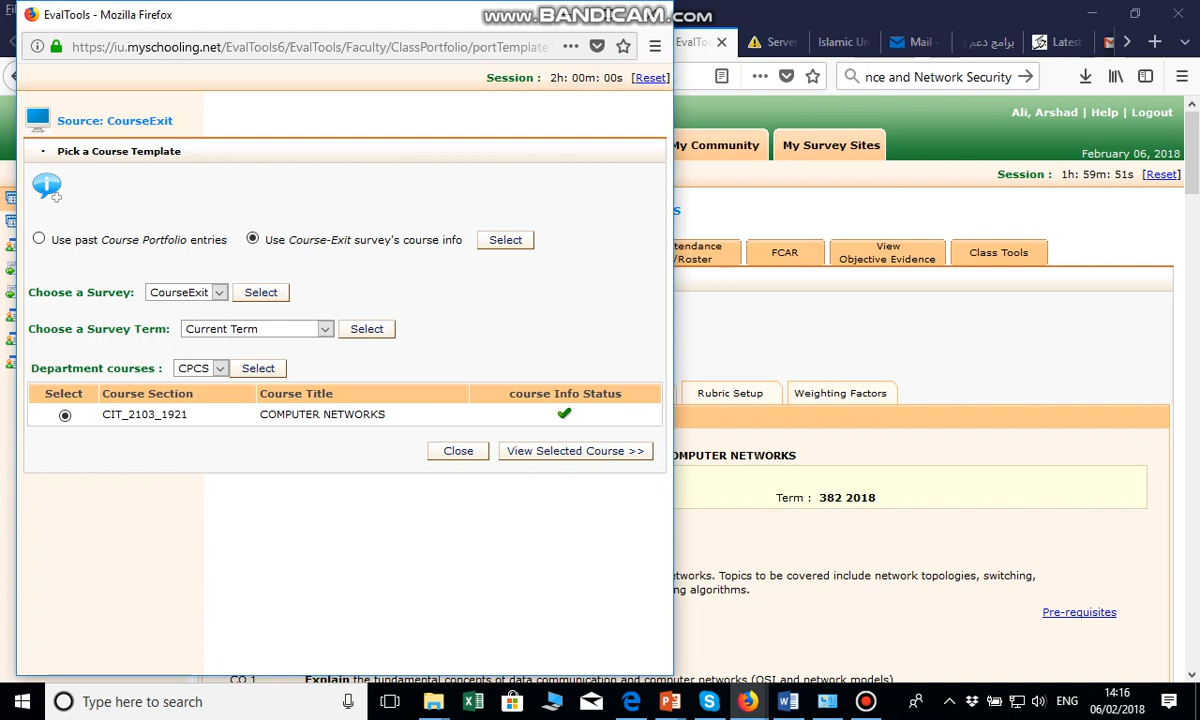 EvalTools - Mozilla Firefox
www.BANDICAM.com
https://iu.myschooling.net/EvalTools6/EvalTools/Faculty/ClassPortfolio/portTemplate
Session : 2h: 00m: 00s [Reset]
Source: CourseExit
Pick a Course Template
Use past Course Portfolio entries
Use Course-Exit survey's course info
Select
Choose a Survey: CourseExit Select
Choose a Survey Term: Current Term Select
Department courses : CPCS Select
Select Course Section Course Title course Info Status
CIT_2103_1921 COMPUTER NETWORKS
Close View Selected Course >>
EvalTo
Server
Islamic Un
Mail
برامج دعم
Latest
nce and Network Security
Ali, Arshad | Help | Logout
My Community My Survey Sites
February 06, 2018
Session : 1h: 59m: 51s [Reset]
S
tendance
/Roster
FCAR
View
Objective Evidence
Class Tools
Rubric Setup Weighting Factors
OMPUTER NETWORKS
Term : 382 2018
etworks. Topics to be covered include network topologies, switching,
ng algorithms.
Pre-requisites
CO 1 Explain the fundamental concepts of data communication and computer networks (OSI and network models)
Type here to search
ENG
14:16
06/02/2018